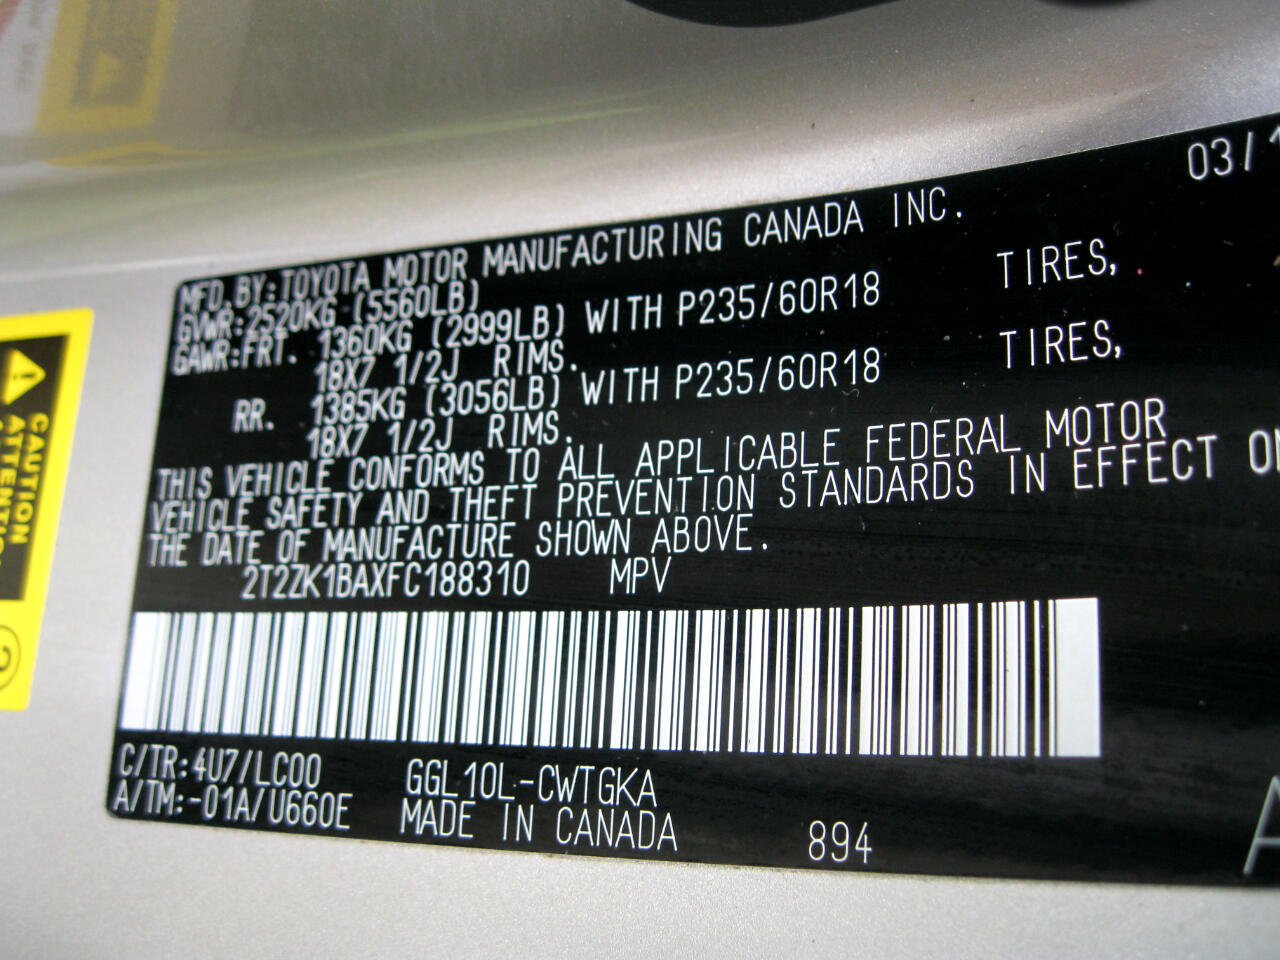 03/1
MFD.BY:TOYOTA MOTOR MANUFACTURING CANADA INC.
GVWR:2520KG (5560LB)
GAWR:FRT. 1360KG (2999LB) WITH P235/60R18 TIRES,
18X7 1/2J RIMS.
RR. 1385KG (3056LB) WITH P235/60R18 TIRES,
18X7 1/2J RIMS.
THIS VEHICLE CONFORMS TO ALL APPLICABLE FEDERAL MOTOR
VEHICLE SAFETY AND THEFT PREVENTION STANDARDS IN EFFECT ON
THE DATE OF MANUFACTURE SHOWN ABOVE.
2T2ZK1BAXFC188310 MPV
C/TR:4U7/LC00 GGL10L-CWTGKA
A/TM:-01A/U660E MADE IN CANADA 894
A
CAUTION
ATTENTION